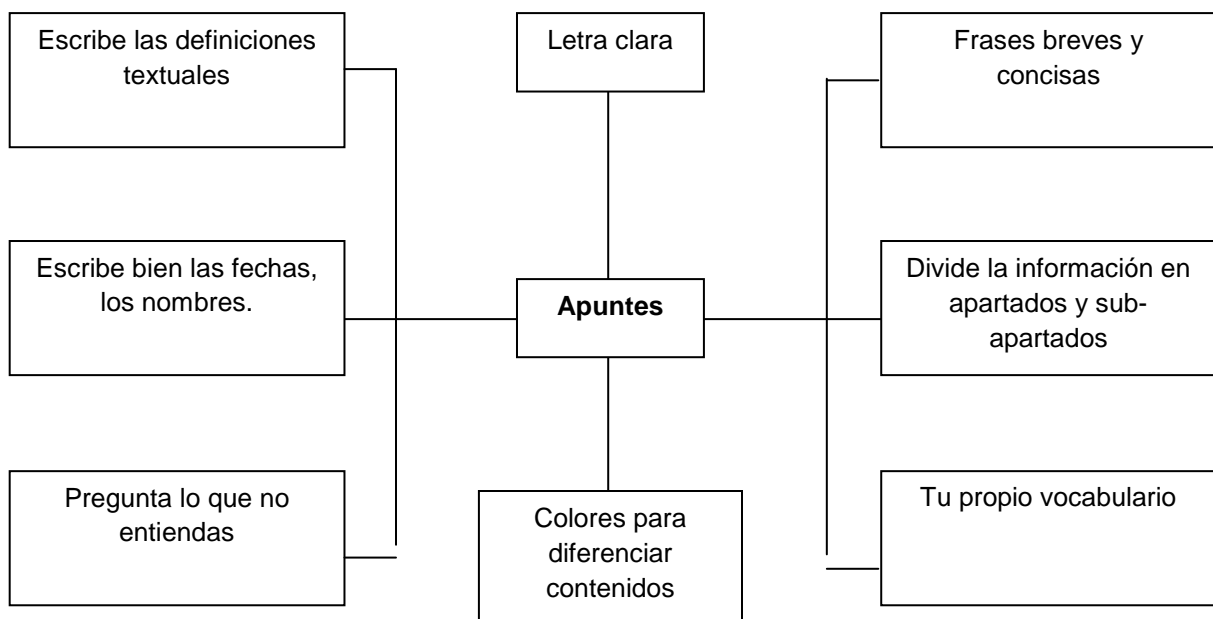 Escribe las definiciones
textuales
Letra clara
Frases breves y
concisas
Escribe bien las fechas,
los nombres.
Apuntes
Divide la información en
apartados y sub-
apartados
Pregunta lo que no
entiendas
Colores para
diferenciar
contenidos
Tu propio vocabulario